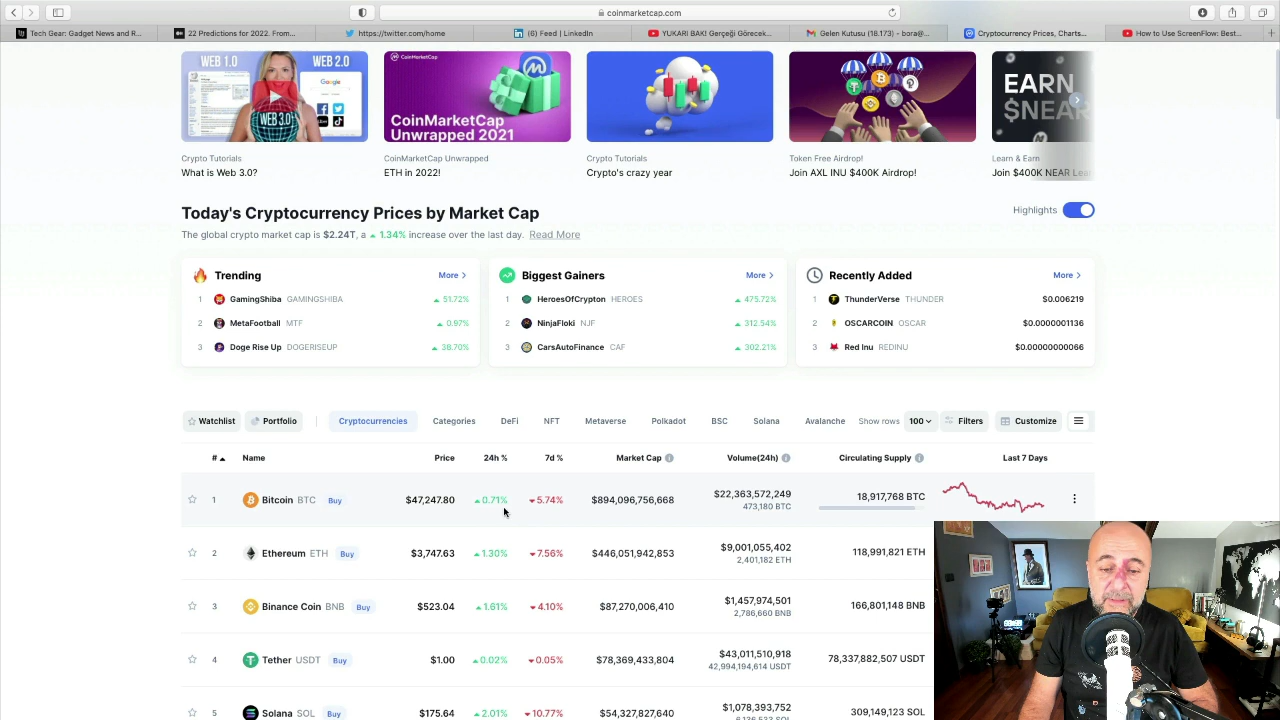 coinmarketcap.com
Tech Gear: Gadget News and R...
22 Predictions for 2022. From...
https://twitter.com/home
(6) Feed | LinkedIn
YUKARI BAK! Gerçeği Görecek...
Gelen Kutusu (18.173) - bora@...
Cryptocurrency Prices, Charts...
How to Use ScreenFlow: Best...
WEB 1.0
WEB 2.0
Google
WEB 3.0
CoinMarketCap
CoinMarketCap
Unwrapped 2021
EARN
$NEAR
Crypto Tutorials
What is Web 3.0?
CoinMarketCap Unwrapped
ETH in 2022!
Crypto Tutorials
Crypto's crazy year
Token Free Airdrop!
Join AXL INU $400K Airdrop!
Learn & Earn
Join $400K NEAR Lea
Today's Cryptocurrency Prices by Market Cap
Highlights
The global crypto market cap is $2.24T, a 1.34% increase over the last day. Read More
Trending
More
1 GamingShiba GAMINGSHIBA 51.72%
2 MetaFootball MTF 0.97%
3 Doge Rise Up DOGERISEUP 38.70%
Biggest Gainers
More
1 HeroesOfCrypton HEROES 475.72%
2 NinjaFloki NJF 312.54%
3 CarsAutoFinance CAF 302.21%
Recently Added
More
1 ThunderVerse THUNDER $0.006219
2 OSCARCOIN OSCAR $0.0000001136
3 Red Inu REDINU $0.00000000066
Watchlist Portfolio Cryptocurrencies Categories DeFi NFT Metaverse Polkadot BSC Solana Avalanche Show rows 100 Filters Customize
# Name Price 24h % 7d % Market Cap Volume(24h) Circulating Supply Last 7 Days
1 Bitcoin BTC Buy $47,247.80 0.71% 5.74% $894,096,756,668 $22,363,572,249 18,917,768 BTC
473,180 BTC
2 Ethereum ETH Buy $3,747.63 1.30% 7.56% $446,051,942,853 $9,001,055,402 118,991,821 ETH
2,401,182 ETH
3 Binance Coin BNB Buy $523.04 1.61% 4.10% $87,270,006,410 $1,457,974,501 166,801,148 BNB
2,786,660 BNB
4 Tether USDT Buy $1.00 0.02% 0.05% $78,369,433,804 $43,011,510,918 78,337,882,507 USDT
42,994,194,614 USDT
5 Solana SOL Buy $175.64 2.01% 10.77% $54,327,827,640 $1,078,393,752 309,149,123 SOL